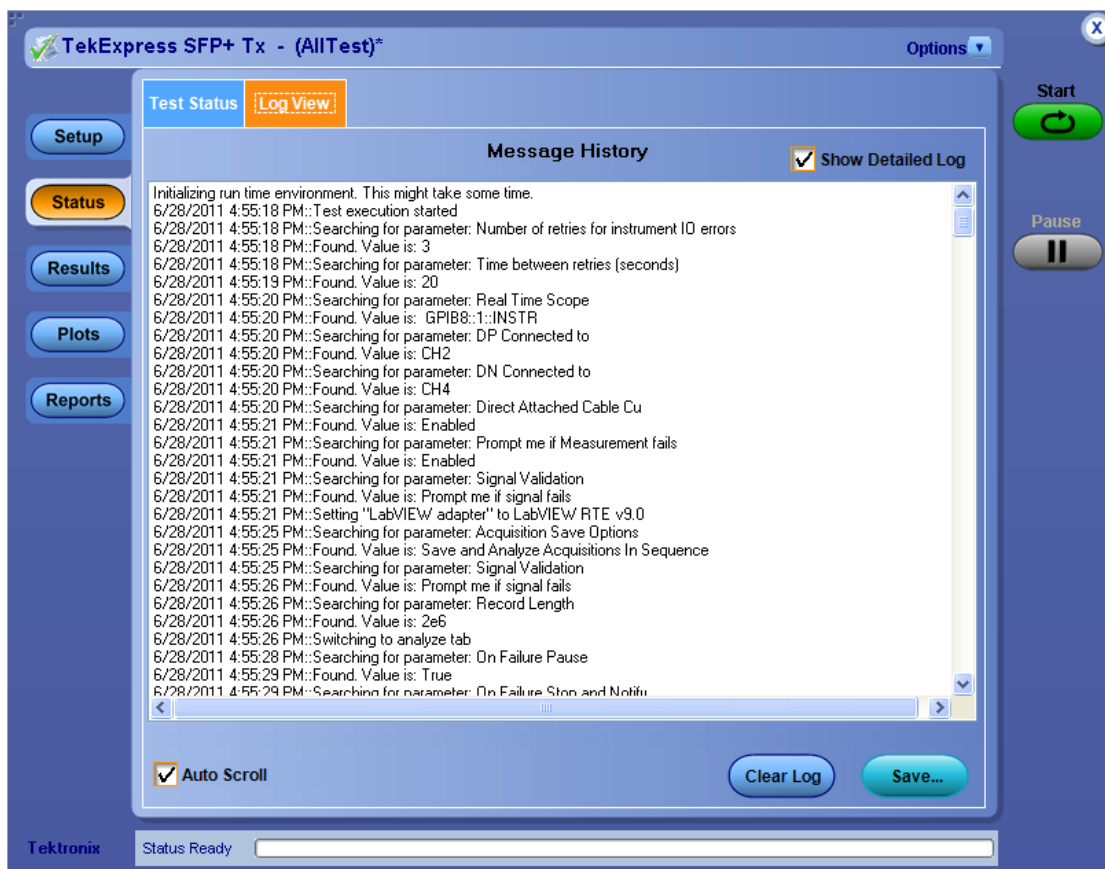 TekExpress SFP+ Tx - (AllTest)*
Options
X
Start
Pause
Setup
Status
Results
Plots
Reports
Test Status
Log View
Message History
Show Detailed Log
Initializing run time environment. This might take some time.
6/28/2011 4:55:18 PM::Test execution started
6/28/2011 4:55:18 PM::Searching for parameter: Number of retries for instrument IO errors
6/28/2011 4:55:18 PM::Found. Value is: 3
6/28/2011 4:55:18 PM::Searching for parameter: Time between retries (seconds)
6/28/2011 4:55:19 PM::Found. Value is: 20
6/28/2011 4:55:20 PM::Searching for parameter: Real Time Scope
6/28/2011 4:55:20 PM::Found. Value is:  GPIB8::1::INSTR
6/28/2011 4:55:20 PM::Searching for parameter: DP Connected to
6/28/2011 4:55:20 PM::Found. Value is: CH2
6/28/2011 4:55:20 PM::Searching for parameter: DN Connected to
6/28/2011 4:55:20 PM::Found. Value is: CH4
6/28/2011 4:55:20 PM::Searching for parameter: Direct Attached Cable Cu
6/28/2011 4:55:21 PM::Found. Value is: Enabled
6/28/2011 4:55:21 PM::Searching for parameter: Prompt me if Measurement fails
6/28/2011 4:55:21 PM::Found. Value is: Enabled
6/28/2011 4:55:21 PM::Searching for parameter: Signal Validation
6/28/2011 4:55:21 PM::Found. Value is: Prompt me if signal fails
6/28/2011 4:55:21 PM::Setting "LabVIEW adapter" to LabVIEW RTE v9.0
6/28/2011 4:55:25 PM::Searching for parameter: Acquisition Save Options
6/28/2011 4:55:25 PM::Found. Value is: Save and Analyze Acquisitions In Sequence
6/28/2011 4:55:25 PM::Searching for parameter: Signal Validation
6/28/2011 4:55:26 PM::Found. Value is: Prompt me if signal fails
6/28/2011 4:55:26 PM::Searching for parameter: Record Length
6/28/2011 4:55:26 PM::Found. Value is: 2e6
6/28/2011 4:55:26 PM::Switching to analyze tab
6/28/2011 4:55:28 PM::Searching for parameter: On Failure Pause
6/28/2011 4:55:29 PM::Found. Value is: True
6/28/2011 4:55:29 PM::Searching for parameter: On Failure Stop and Notify
Auto Scroll
Clear Log
Save...
Tektronix
Status Ready